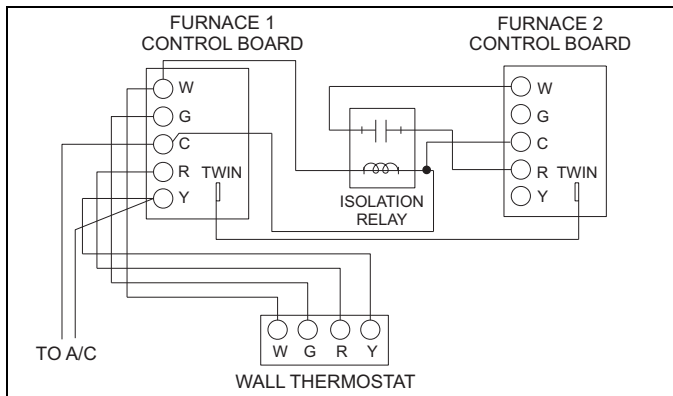 FURNACE 1
CONTROL BOARD
W
G
C
R
Y
TWIN
FURNACE 2
CONTROL BOARD
W
G
C
R
Y
TWIN
ISOLATION
RELAY
TO A/C
W G R Y
WALL THERMOSTAT